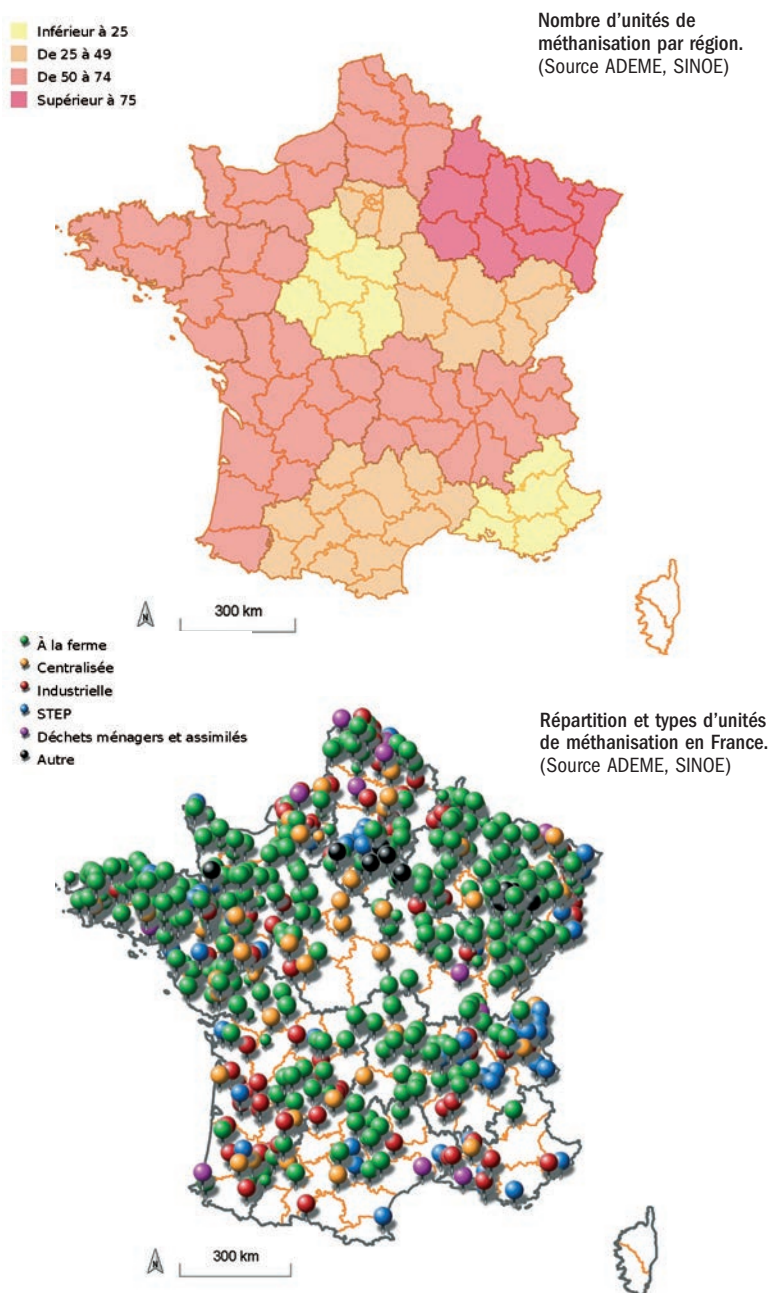 Inférieur à 25
De 25 à 49
De 50 à 74
Supérieur à 75
Nombre d'unités de
méthanisation par région.
(Source ADEME, SINOE)
N
300 km
À la ferme
Centralisée
Industrielle
STEP
Déchets ménagers et assimilés
Autre
Répartition et types d'unités
de méthanisation en France.
(Source ADEME, SINOE)
N
300 km